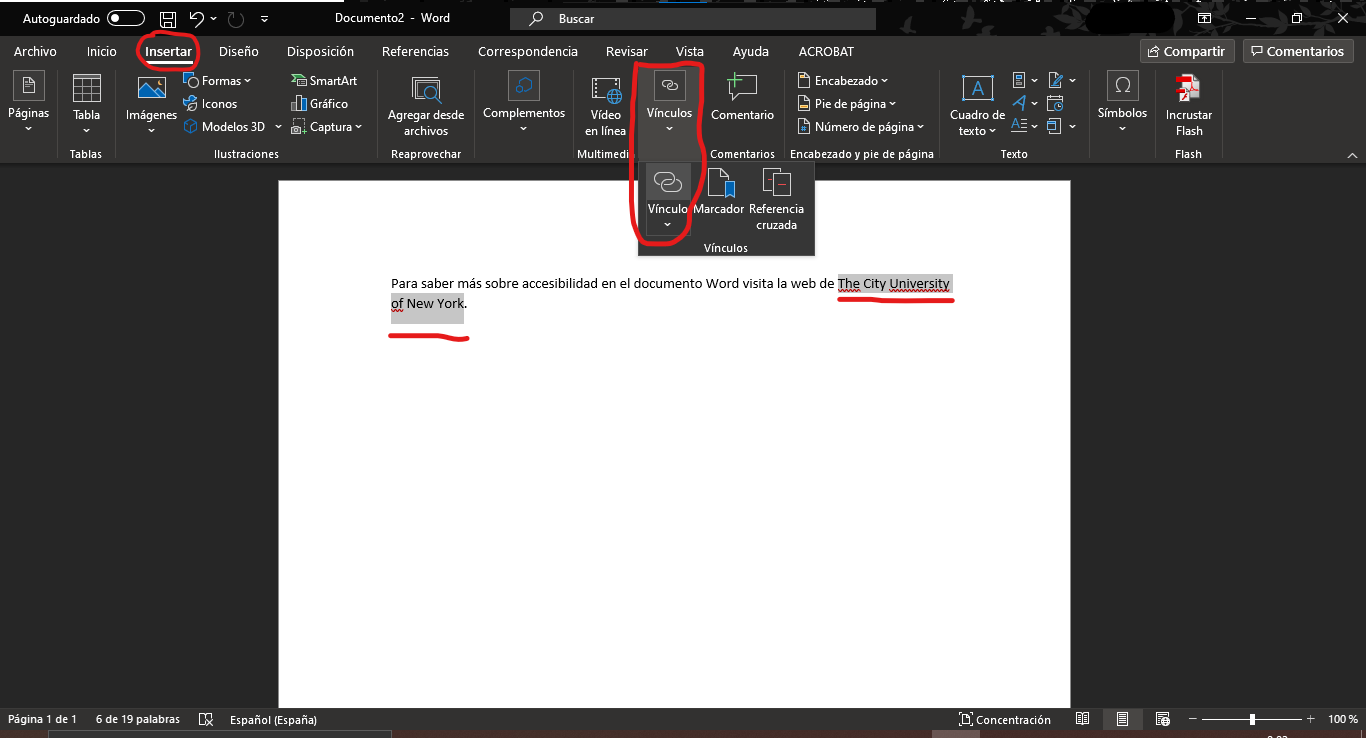 Autoguardado
Documento2 - Word
Buscar
Archivo Inicio Insertar Diseño Disposición Referencias Correspondencia Revisar Vista Ayuda ACROBAT Compartir Comentarios
Páginas
Tabla
Tablas
Imágenes
Formas
Iconos
Modelos 3D
SmartArt
Gráfico
Captura
Ilustraciones
Agregar desde
archivos
Reaprovechar
Complementos
Vídeo
en línea
Multimedia
Vínculos
Comentario
Comentarios
Encabezado
Pie de página
Número de página
Encabezado y pie de página
Cuadro de
texto
Texto
Símbolos
Incrustar
Flash
Flash
Vínculo
Marcador
Referencia
cruzada
Vínculos
Para saber más sobre accesibilidad en el documento Word visita la web de The City University
of New York.
Página 1 de 1 6 de 19 palabras Español (España) Concentración 100 %